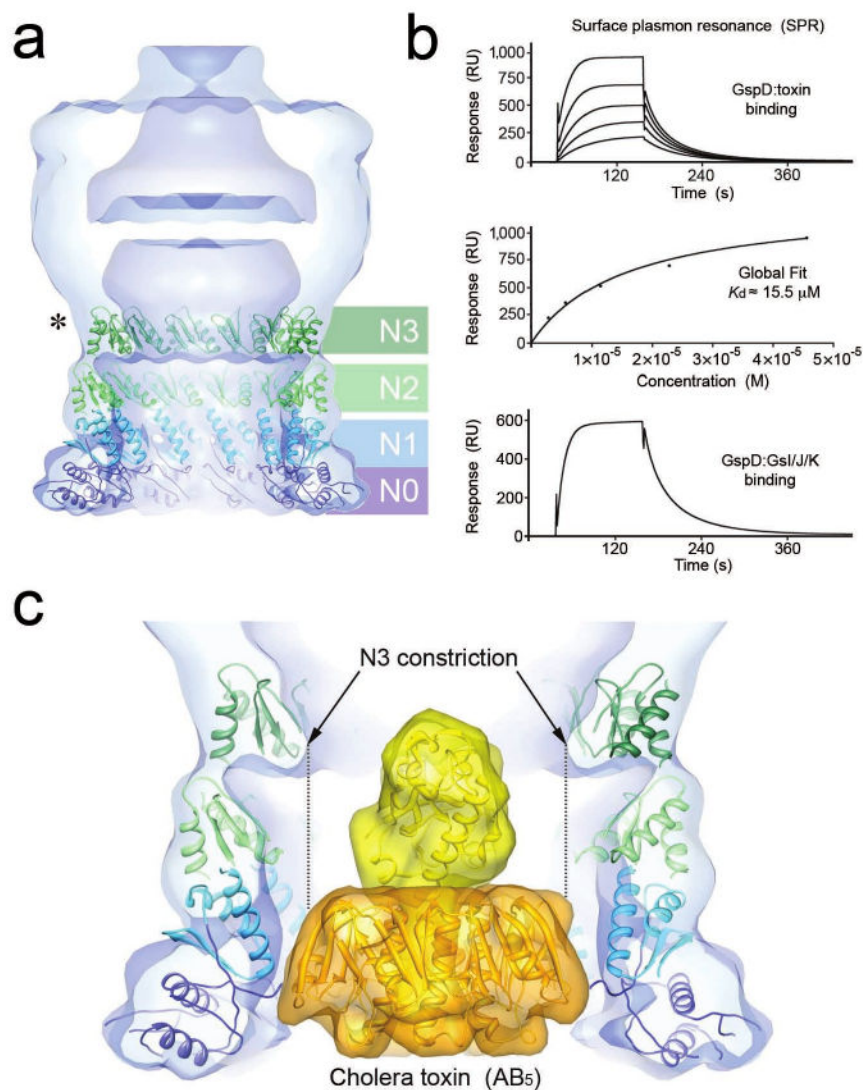 a
*
N3
N2
N1
N0
b
Surface plasmon resonance (SPR)
Response (RU)
1,000
750
500
250
0
GspD:toxin
binding
120 240 360
Time (s)
Response (RU)
1,000
750
500
250
0
Global Fit
Kd ≈ 15.5 µM
1×10⁻⁵ 2×10⁻⁵ 3×10⁻⁵ 4×10⁻⁵ 5×10⁻⁵
Concentration (M)
Response (RU)
600
400
200
0
GspD:GsI/J/K
binding
120 240 360
Time (s)
c
N3 constriction
Cholera toxin (AB₅)